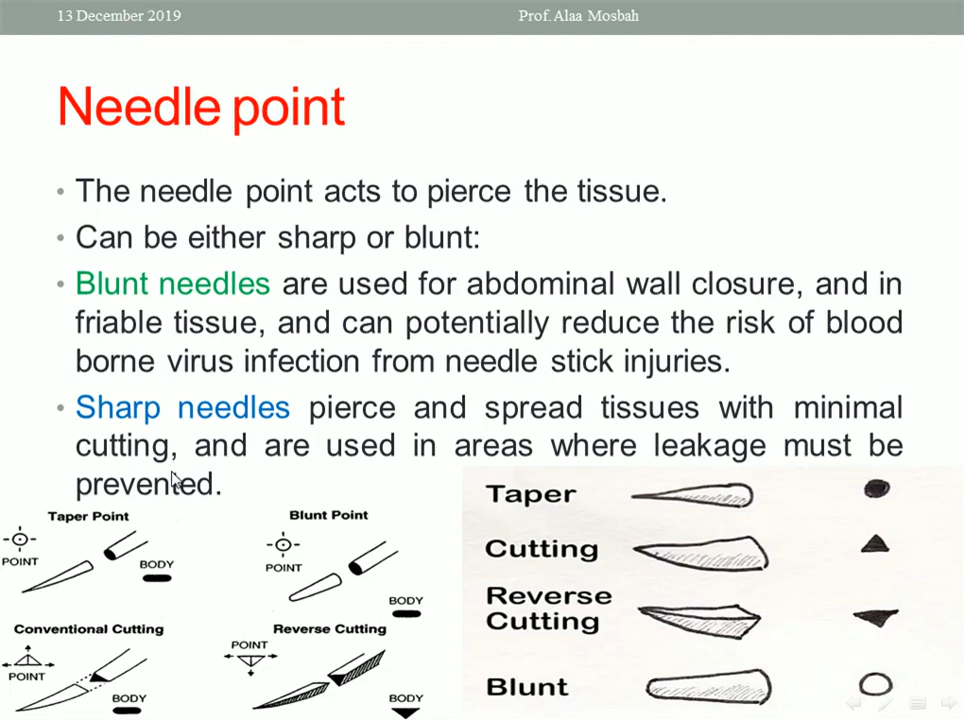 13 December 2019
Prof. Alaa Mosbah
Needle point
• The needle point acts to pierce the tissue.
• Can be either sharp or blunt:
• Blunt needles are used for abdominal wall closure, and in
friable tissue, and can potentially reduce the risk of blood
borne virus infection from needle stick injuries.
• Sharp needles pierce and spread tissues with minimal
cutting, and are used in areas where leakage must be
prevented.
Taper Point
POINT
BODY
Blunt Point
POINT
BODY
Conventional Cutting
POINT
BODY
Reverse Cutting
POINT
BODY
Taper
Cutting
Reverse
Cutting
Blunt